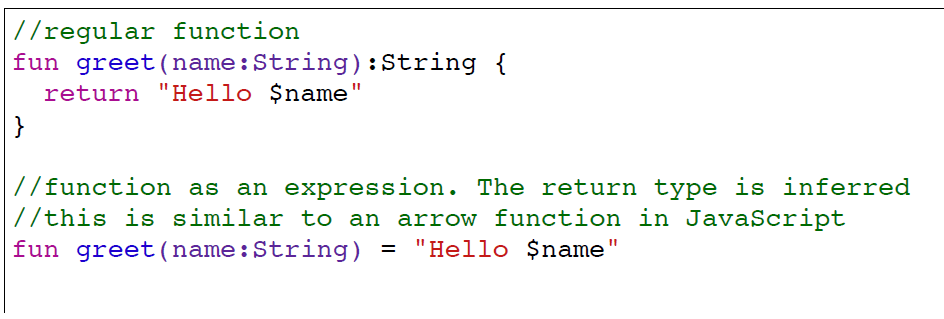 //regular function
fun greet(name:String):String {
  return "Hello $name"
}
//function as an expression. The return type is inferred
//this is similar to an arrow function in JavaScript
fun greet(name:String) = "Hello $name"